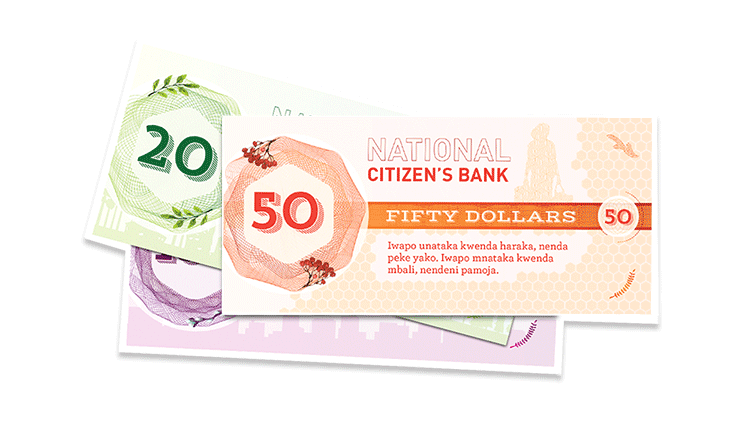 20
50
NATIONAL
CITIZEN'S BANK
FIFTY DOLLARS
50
Iwapo unataka kwenda haraka, nenda
peke yako. Iwapo mnataka kwenda
mbali, nendeni pamoja.